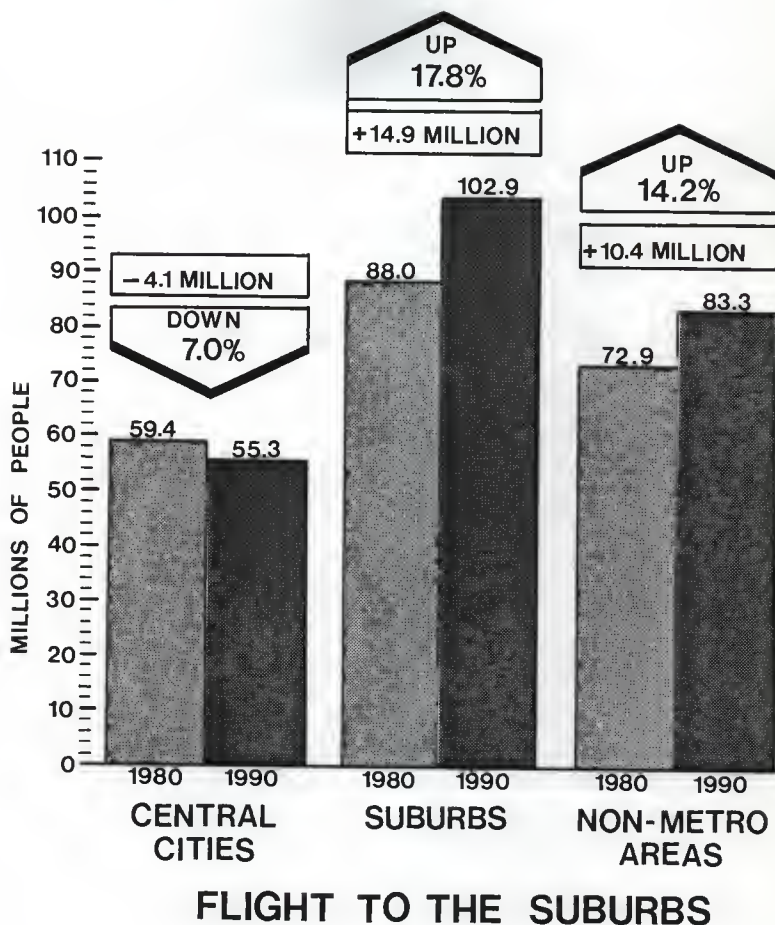 UP
17.8%
+14.9 MILLION
UP
14.2%
+10.4 MILLION
− 4.1 MILLION
DOWN
7.0%
MILLIONS OF PEOPLE
110
100
90
80
70
60
50
40
30
20
10
0
59.4
55.3
88.0
102.9
72.9
83.3
1980 1990 1980 1990 1980 1990
CENTRAL
CITIES
SUBURBS
NON-METRO
AREAS
FLIGHT TO THE SUBURBS